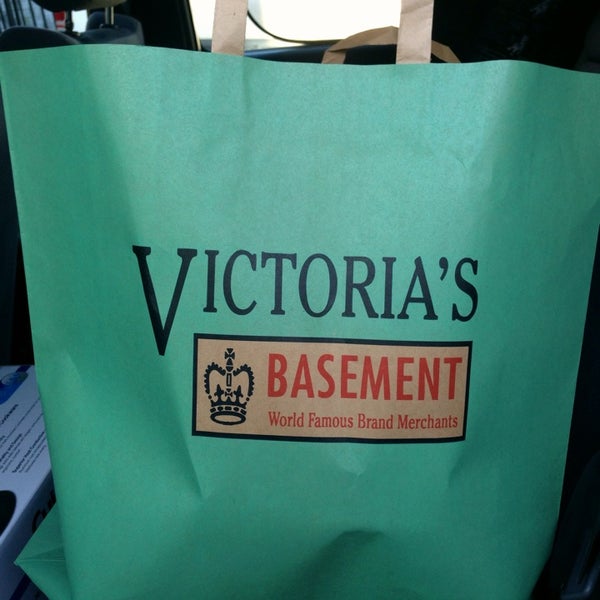 VICTORIA'S
BASEMENT
World Famous Brand Merchants